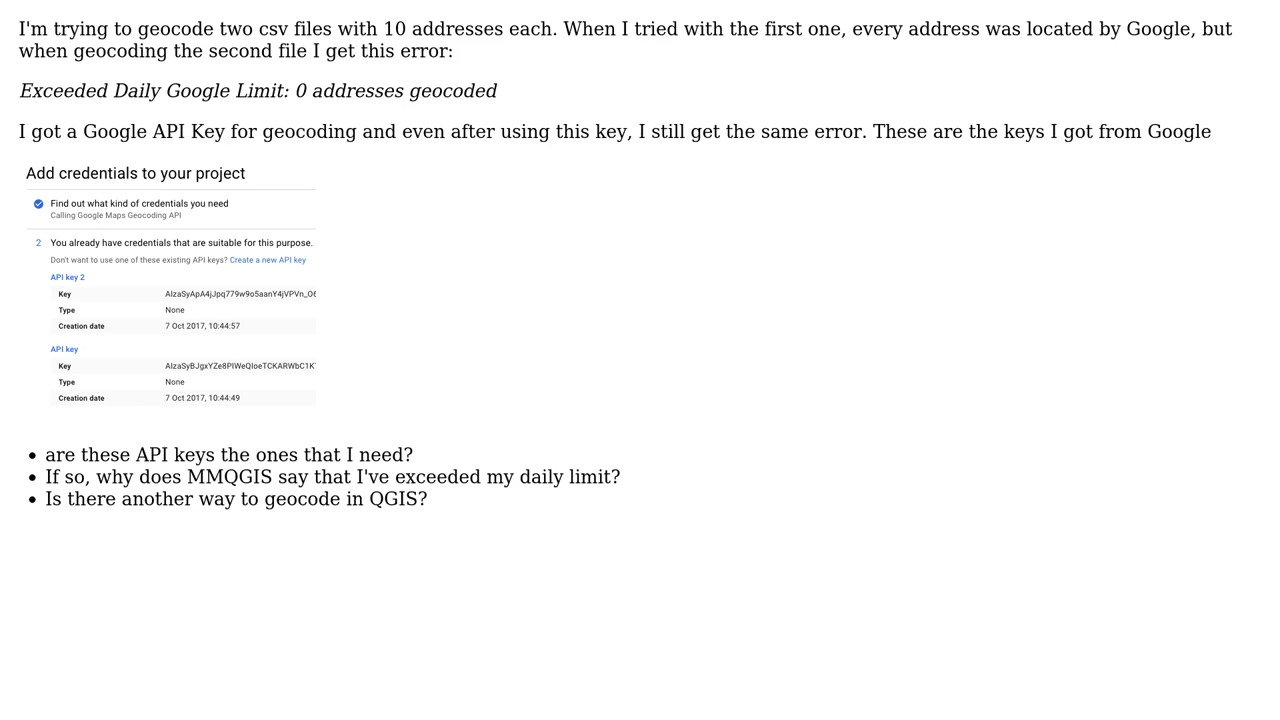 I'm trying to geocode two csv files with 10 addresses each. When I tried with the first one, every address was located by Google, but
when geocoding the second file I get this error:
Exceeded Daily Google Limit: 0 addresses geocoded
I got a Google API Key for geocoding and even after using this key, I still get the same error. These are the keys I got from Google
Add credentials to your project
Find out what kind of credentials you need
Calling Google Maps Geocoding API
2 You already have credentials that are suitable for this purpose.
Don't want to use one of these existing API keys? Create a new API key
API key 2
Key AIzaSyApA4jJpq779w9o5aanY4jVPVn_O6
Type None
Creation date 7 Oct 2017, 10:44:57
API key
Key AIzaSyBJgxYZe8PIWeQIoeTCKARWbC1K
Type None
Creation date 7 Oct 2017, 10:44:49
• are these API keys the ones that I need?
• If so, why does MMQGIS say that I've exceeded my daily limit?
• Is there another way to geocode in QGIS?